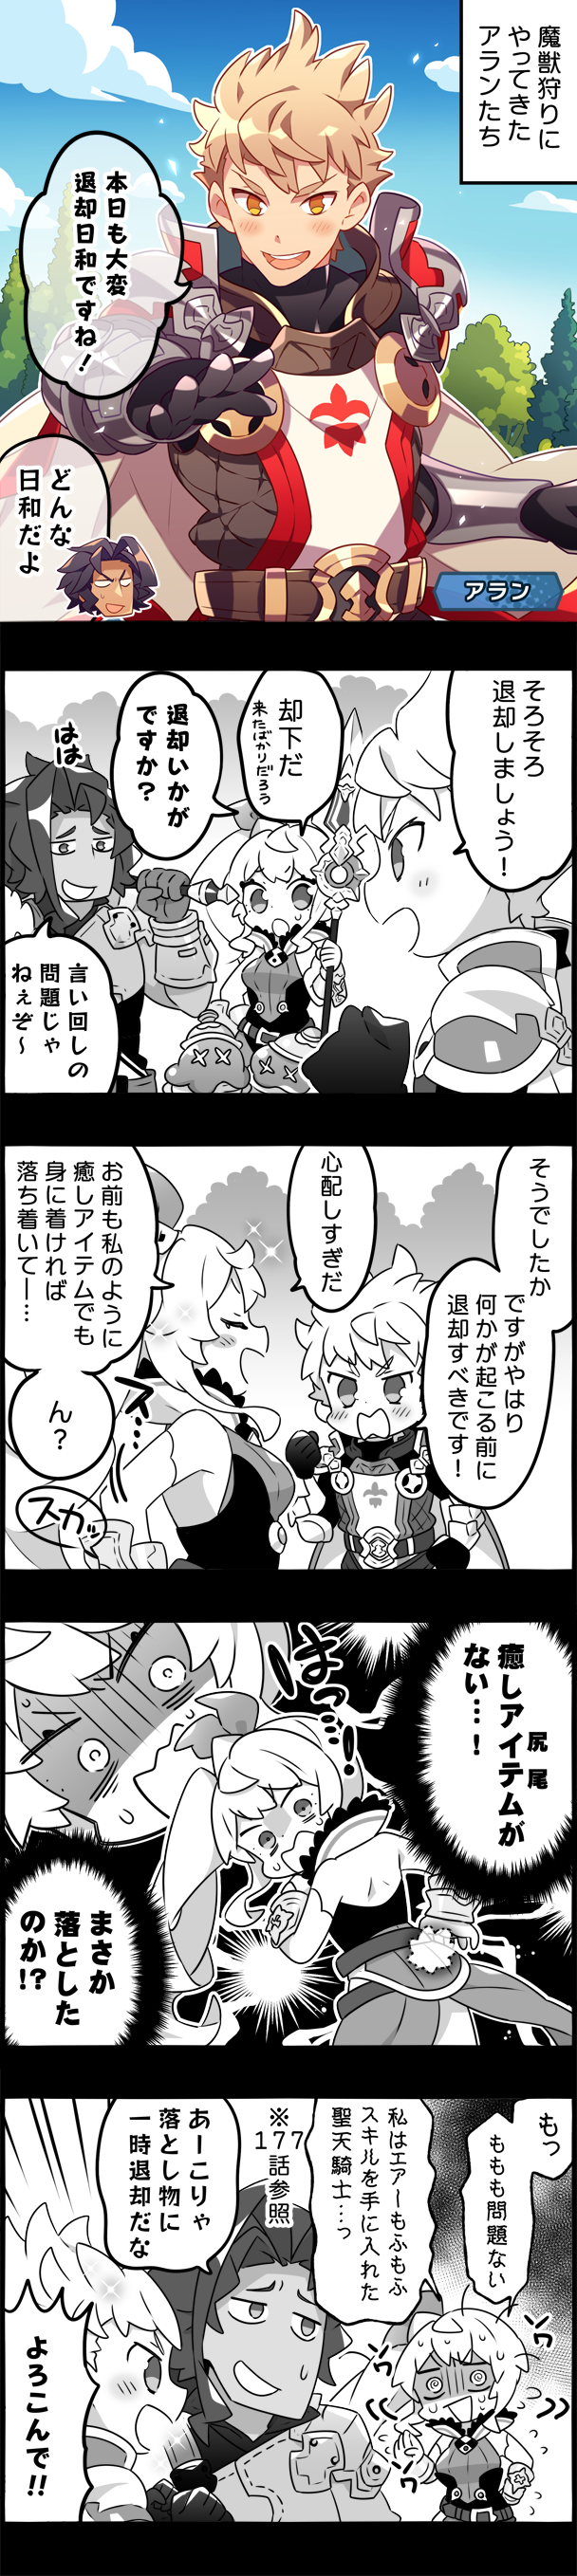 魔獣狩りに
やってきた
アランたち
本日も大変
退却日和ですね！
どんな
日和だよ
アラン
そろそろ
退却しましょう！
却下だ
来たばかりだろう
退却いかが
ですか？
はは
言い回しの
問題じゃ
ねぇぞ～
そうでしたか
ですがやはり
何かが起こる前に
退却すべきです！
心配しすぎだ
お前も私のように
癒しアイテムでも
身に着ければ
落ち着いてー…
ス…
ん？
スカッ
癒しアイテムが
尻尾
ない…！
はっ…！
まさか
落とした
のか!?
もっ
ももも問題ない
私はエアーもふもふ
スキルを手に入れた
聖天騎士…っ
※177話参照
ソワ
ソワ
ソワ
あーこりゃ
落とし物に
一時退却だな
よろこんで!!